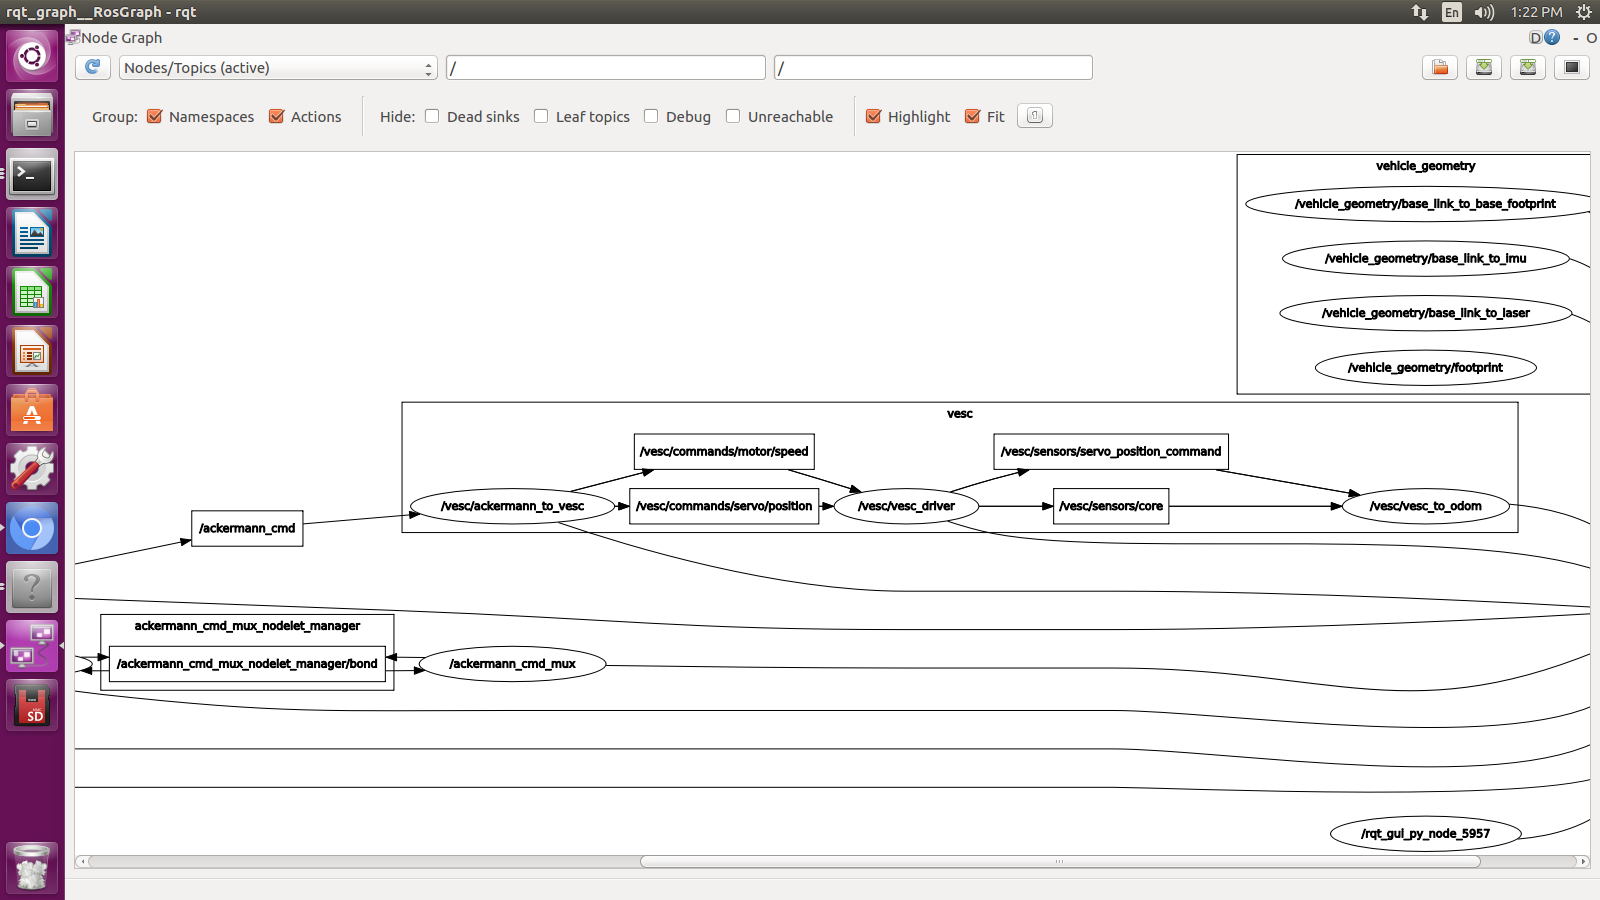 rqt_graph__RosGraph - rqt
En
1:22 PM
Node Graph
D
?
-
O
Nodes/Topics (active)
/
/
Group:
Namespaces
Actions
Hide:
Dead sinks
Leaf topics
Debug
Unreachable
Highlight
Fit
vehicle_geometry
/vehicle_geometry/base_link_to_base_footprint
/vehicle_geometry/base_link_to_imu
/vehicle_geometry/base_link_to_laser
/vehicle_geometry/footprint
vesc
/vesc/commands/motor/speed
/vesc/sensors/servo_position_command
/vesc/ackermann_to_vesc
/vesc/commands/servo/position
/vesc/vesc_driver
/vesc/sensors/core
/vesc/vesc_to_odom
/ackermann_cmd
ackermann_cmd_mux_nodelet_manager
/ackermann_cmd_mux_nodelet_manager/bond
/ackermann_cmd_mux
/rqt_gui_py_node_5957
>_
A
?
SD